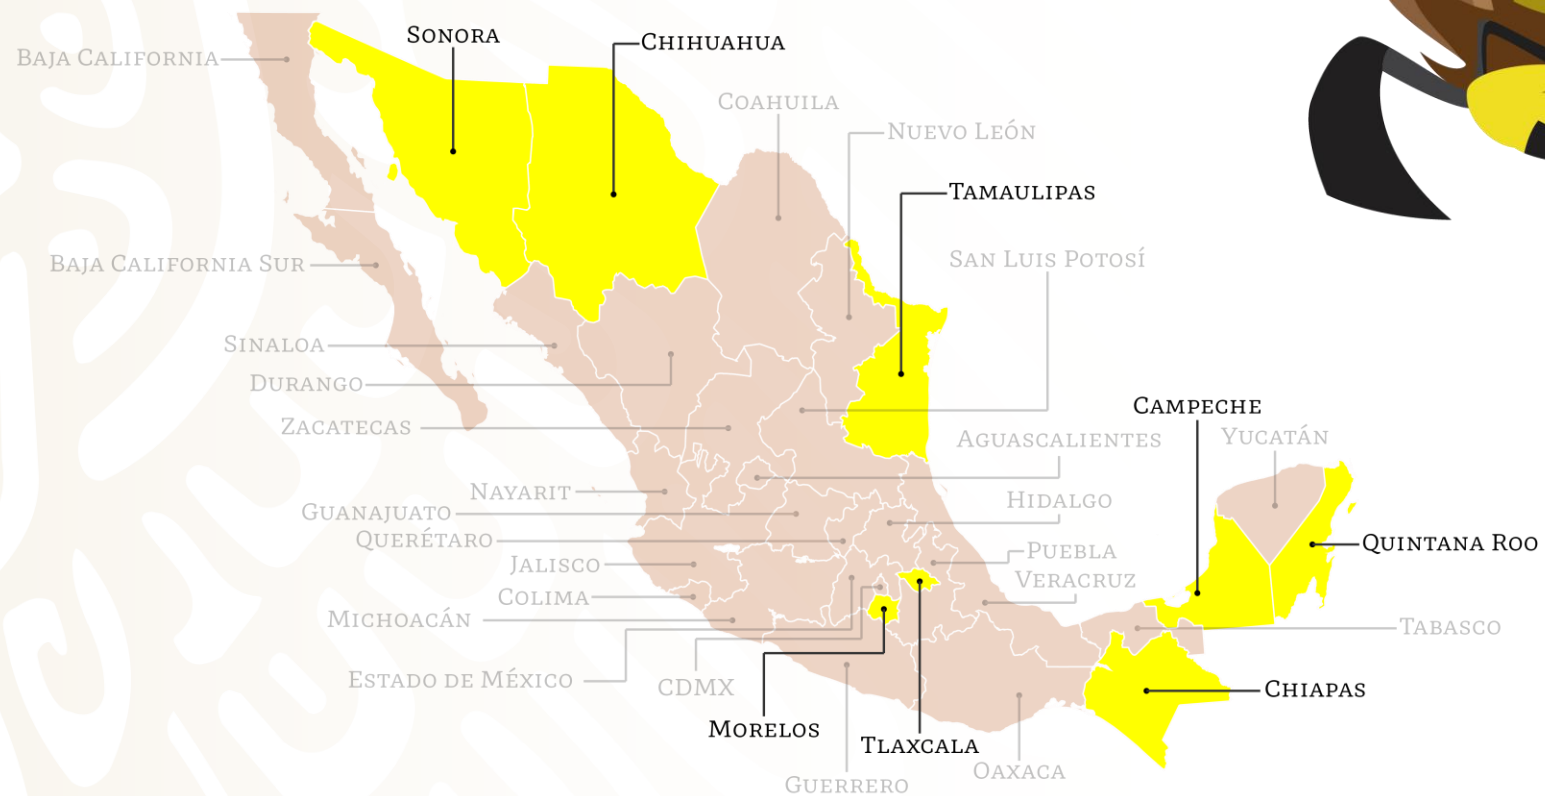 Sonora
Chihuahua
Baja California
Coahuila
Nuevo León
Tamaulipas
San Luis Potosí
Baja California Sur
Sinaloa
Durango
Campeche
Zacatecas
Yucatán
Aguascalientes
Nayarit
Hidalgo
Guanajuato
Querétaro
Quintana Roo
Puebla
Jalisco
Veracruz
Colima
Michoacán
Tabasco
Estado de México
CDMX
Chiapas
Morelos
Tlaxcala
Oaxaca
Guerrero